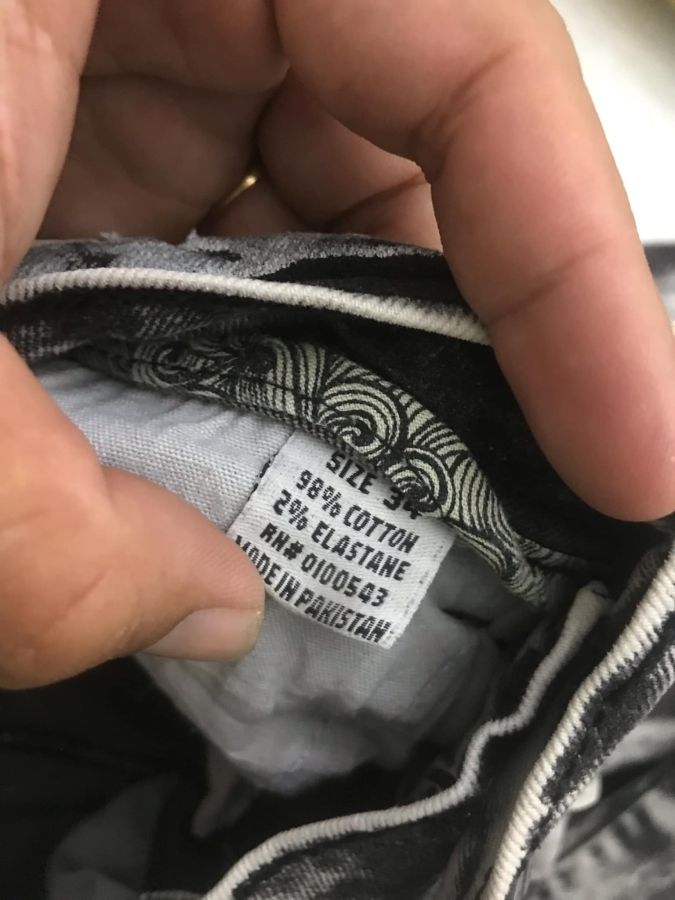 SIZE 34
98% COTTON
2% ELASTANE
RN# 0100543
MADE IN PAKISTAN